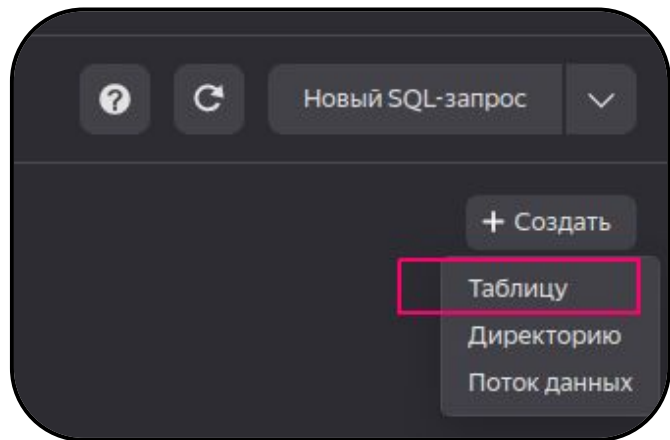 Новый SQL-запрос
+ Создать
Таблицу
Директорию
Поток данных